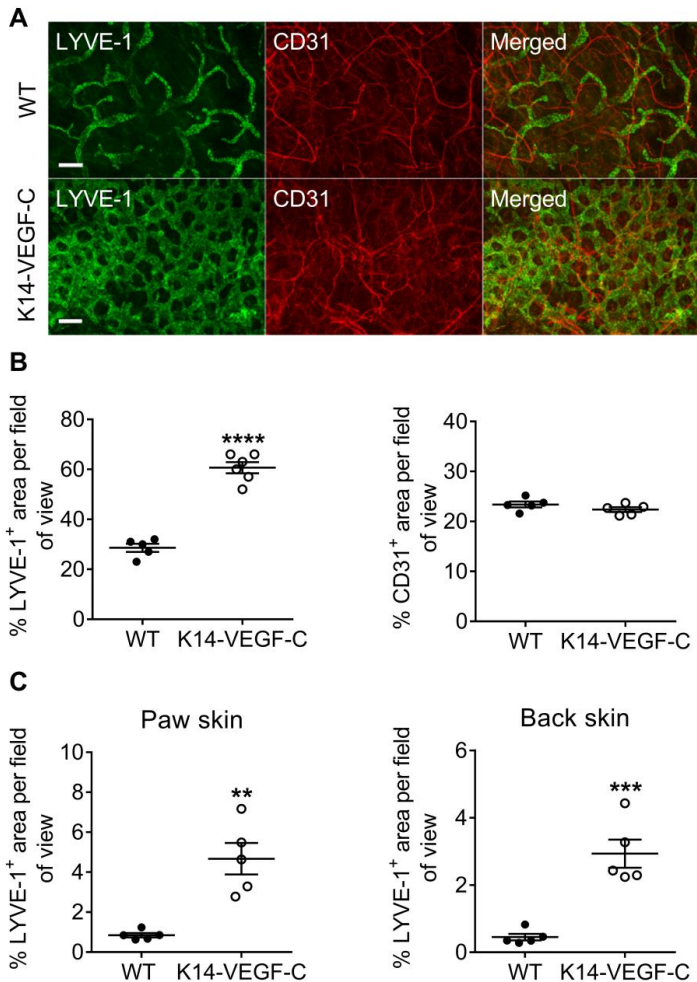 A
LYVE-1 CD31 Merged
WT
LYVE-1 CD31 Merged
K14-VEGF-C
B
% LYVE-1⁺ area per field
of view
80
60
40
20
0
****
WT K14-VEGF-C
% CD31⁺ area per field
of view
40
30
20
10
0
WT K14-VEGF-C
C
Paw skin
% LYVE-1⁺ area per field
of view
10
8
6
4
2
0
**
WT K14-VEGF-C
Back skin
% LYVE-1⁺ area per field
of view
6
4
2
0
***
WT K14-VEGF-C